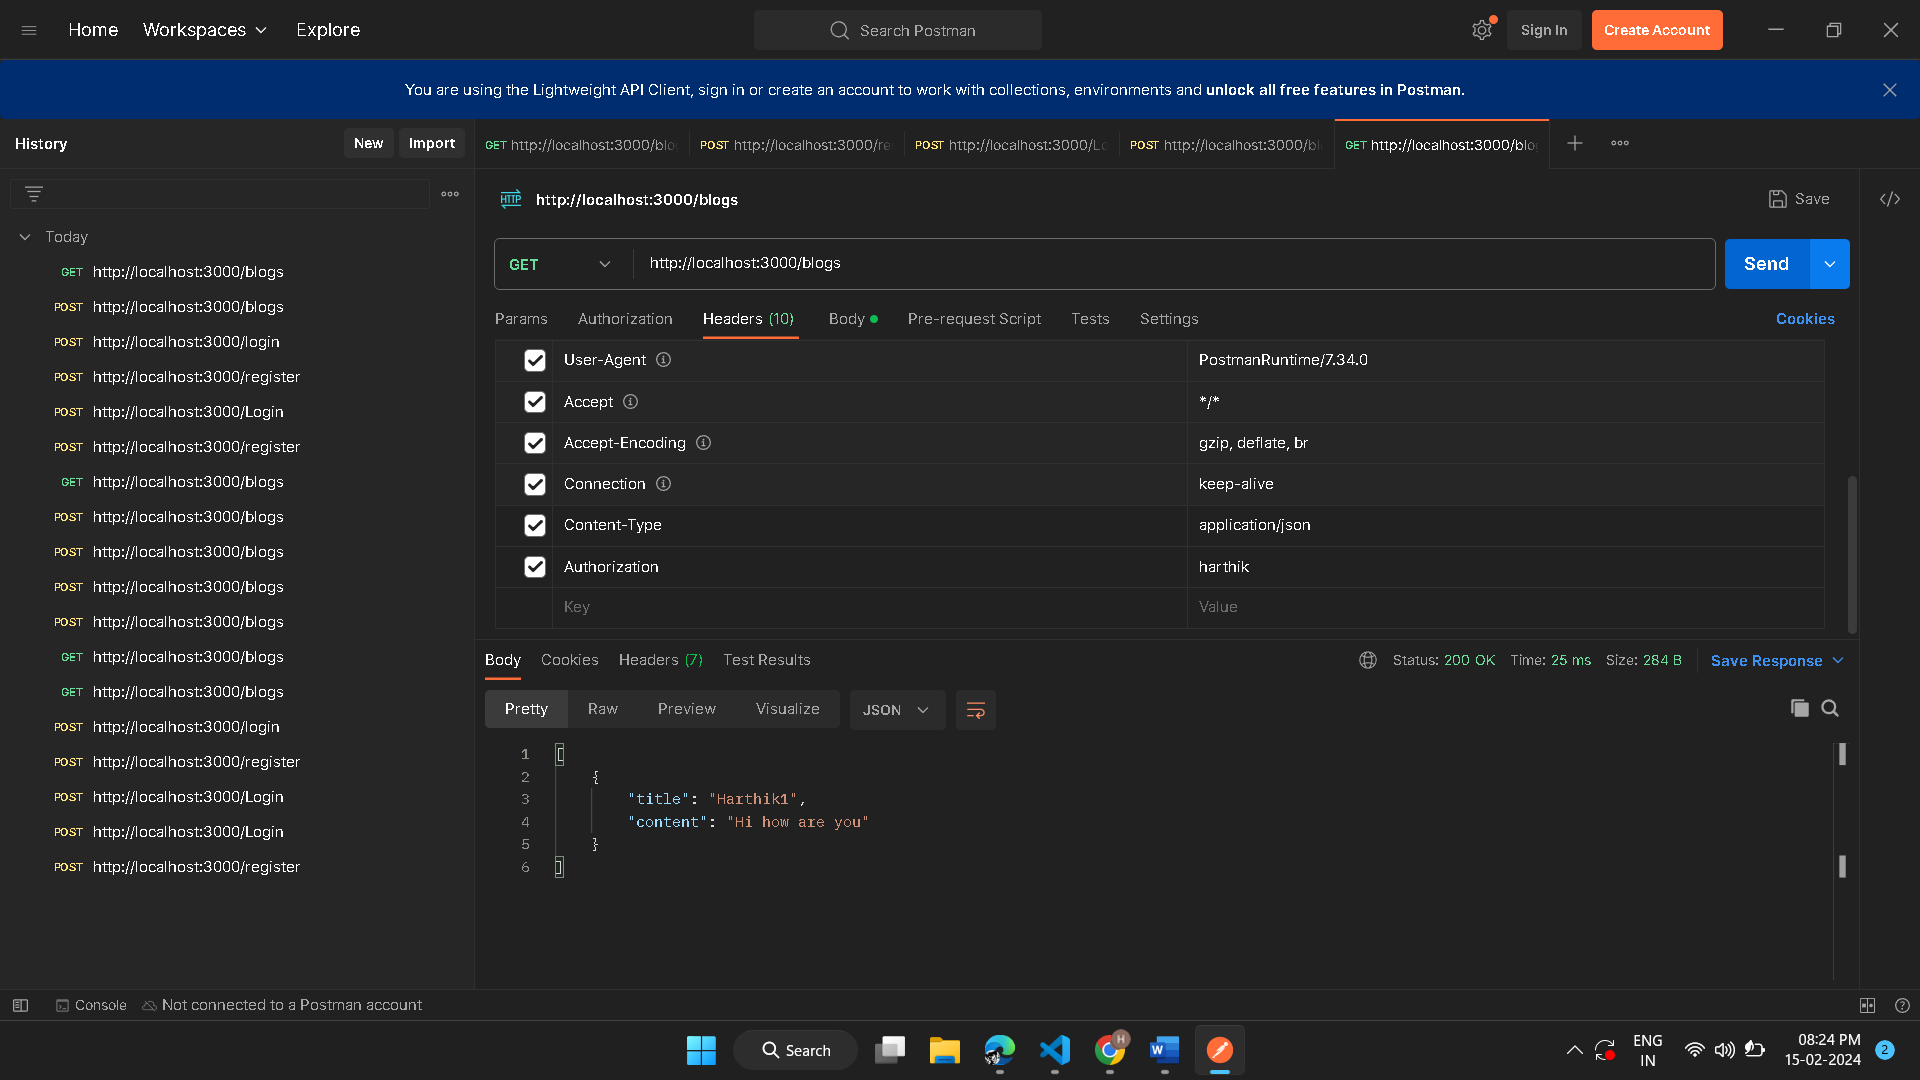 Home Workspaces Explore Search Postman Sign In Create Account
You are using the Lightweight API Client, sign in or create an account to work with collections, environments and unlock all free features in Postman.
History New Import
GET http://localhost:3000/blo POST http://localhost:3000/re POST http://localhost:3000/Lo POST http://localhost:3000/bl GET http://localhost:3000/blo
HTTP http://localhost:3000/blogs Save
Today
GET http://localhost:3000/blogs
POST http://localhost:3000/blogs
POST http://localhost:3000/login
POST http://localhost:3000/register
POST http://localhost:3000/Login
POST http://localhost:3000/register
GET http://localhost:3000/blogs
POST http://localhost:3000/blogs
POST http://localhost:3000/blogs
POST http://localhost:3000/blogs
POST http://localhost:3000/blogs
GET http://localhost:3000/blogs
GET http://localhost:3000/blogs
POST http://localhost:3000/login
POST http://localhost:3000/register
POST http://localhost:3000/Login
POST http://localhost:3000/Login
POST http://localhost:3000/register
GET http://localhost:3000/blogs Send
Params Authorization Headers (10) Body Pre-request Script Tests Settings Cookies
User-Agent PostmanRuntime/7.34.0
Accept */*
Accept-Encoding gzip, deflate, br
Connection keep-alive
Content-Type application/json
Authorization harthik
Key Value
Body Cookies Headers (7) Test Results Status: 200 OK Time: 25 ms Size: 284 B Save Response
Pretty Raw Preview Visualize JSON
1 [
2 {
3 "title": "Harthik1",
4 "content": "Hi how are you"
5 }
6 ]
Console Not connected to a Postman account
Search
ENG
IN
08:24 PM
15-02-2024
2